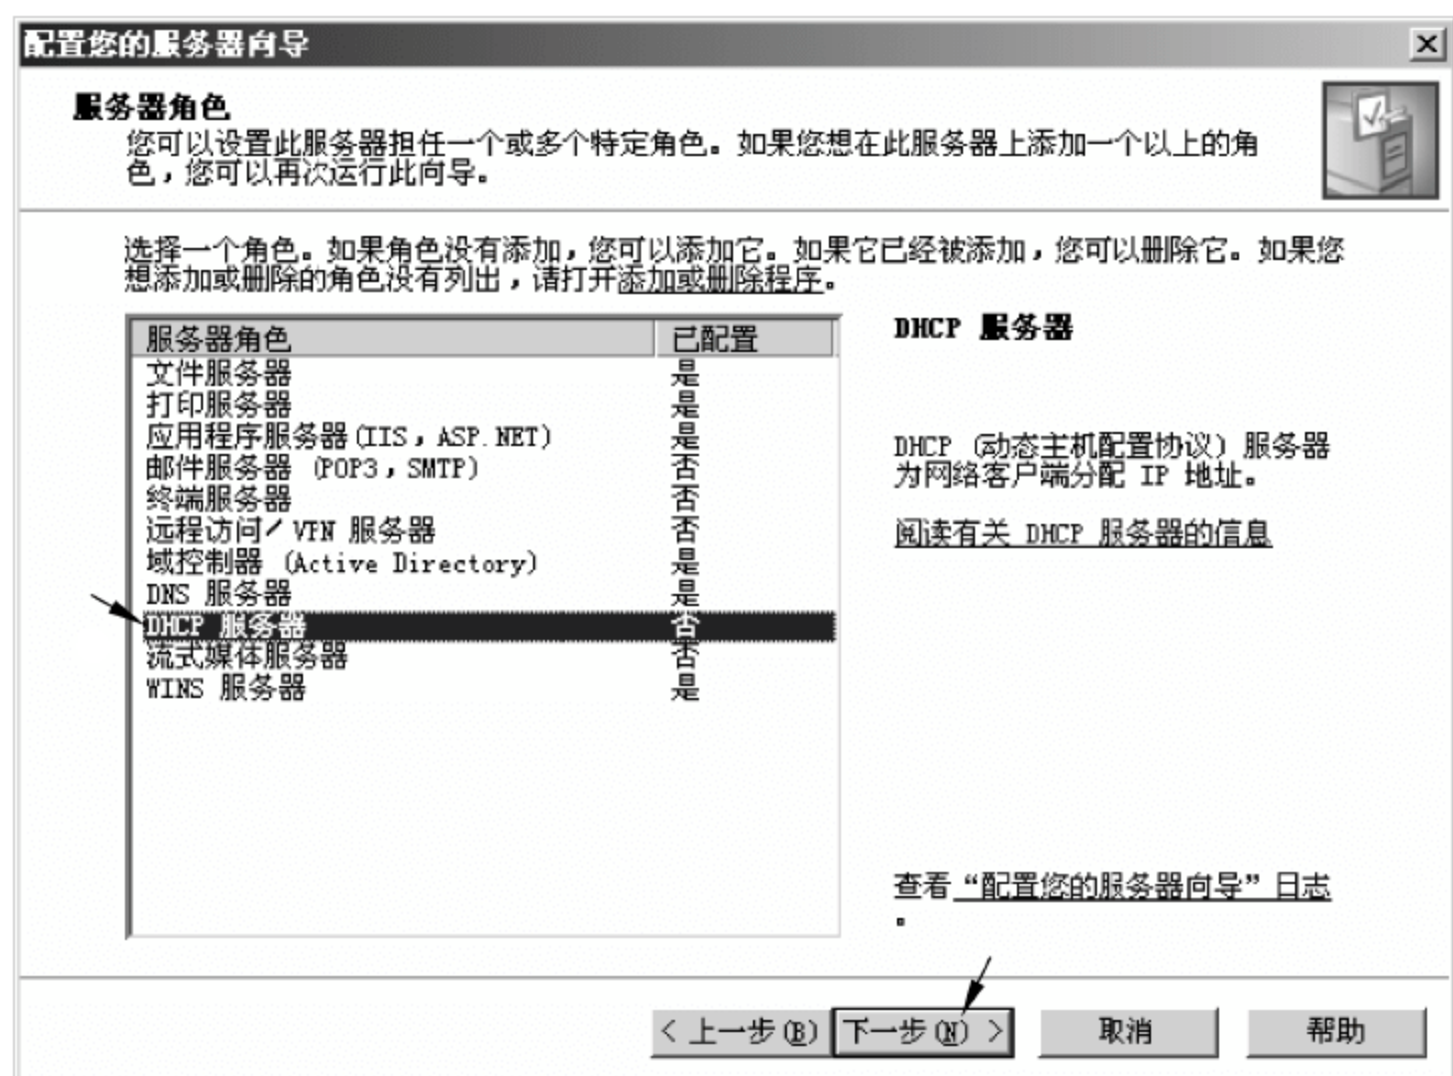 配置您的服务器向导
服务器角色
您可以设置此服务器担任一个或多个特定角色。如果您想在此服务器上添加一个以上的角
色，您可以再次运行此向导。
选择一个角色。如果角色没有添加，您可以添加它。如果它已经被添加，您可以删除它。如果您
想添加或删除的角色没有列出，请打开添加或删除程序。
服务器角色 已配置
文件服务器 是
打印服务器 是
应用程序服务器(IIS，ASP.NET) 是
邮件服务器 (POP3，SMTP) 否
终端服务器 否
远程访问/VPN 服务器 否
域控制器 (Active Directory) 是
DNS 服务器 是
DHCP 服务器 否
流式媒体服务器 否
WINS 服务器 是
DHCP 服务器
DHCP (动态主机配置协议) 服务器
为网络客户端分配 IP 地址。
阅读有关 DHCP 服务器的信息
查看“配置您的服务器向导”日志
。
< 上一步(B) 下一步(N) > 取消 帮助